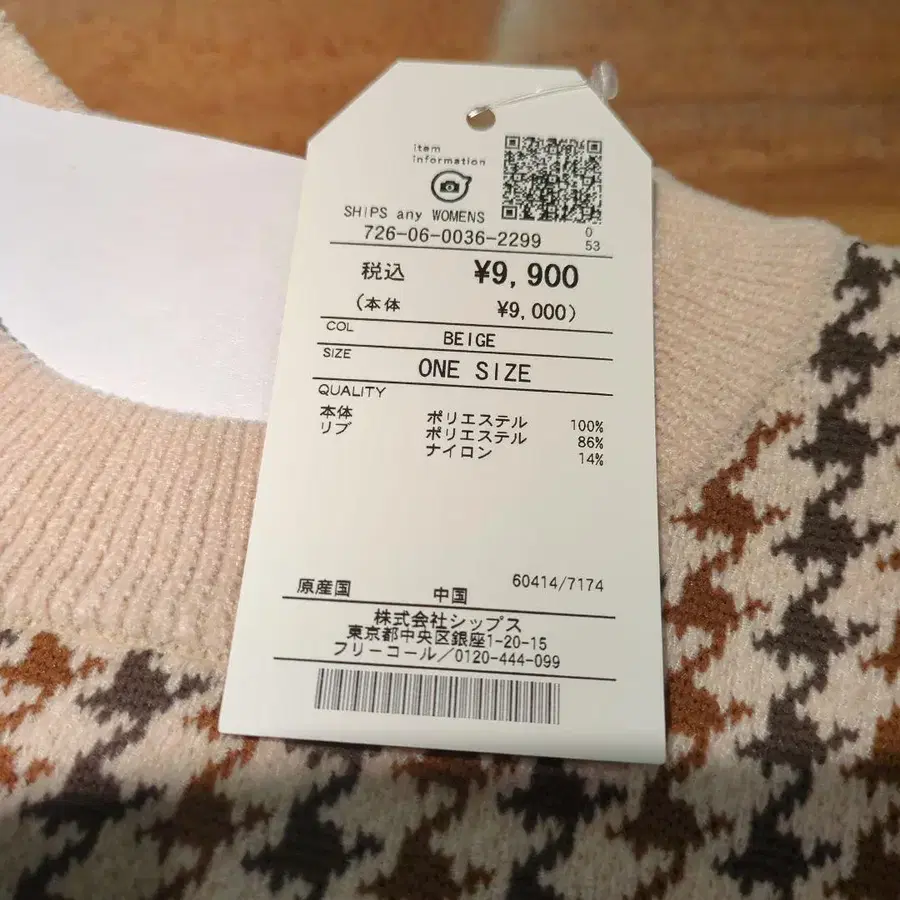 item
information
SHIPS any WOMENS
726-06-0036-2299
0
53
税込 ¥9,900
(本体 ¥9,000)
COL
BEIGE
SIZE
ONE SIZE
QUALITY
本体 ポリエステル 100%
リブ ポリエステル 86%
ナイロン 14%
60414/7174
原産国 中国
株式会社シップス
東京都中央区銀座1-20-15
フリーコール/0120-444-099